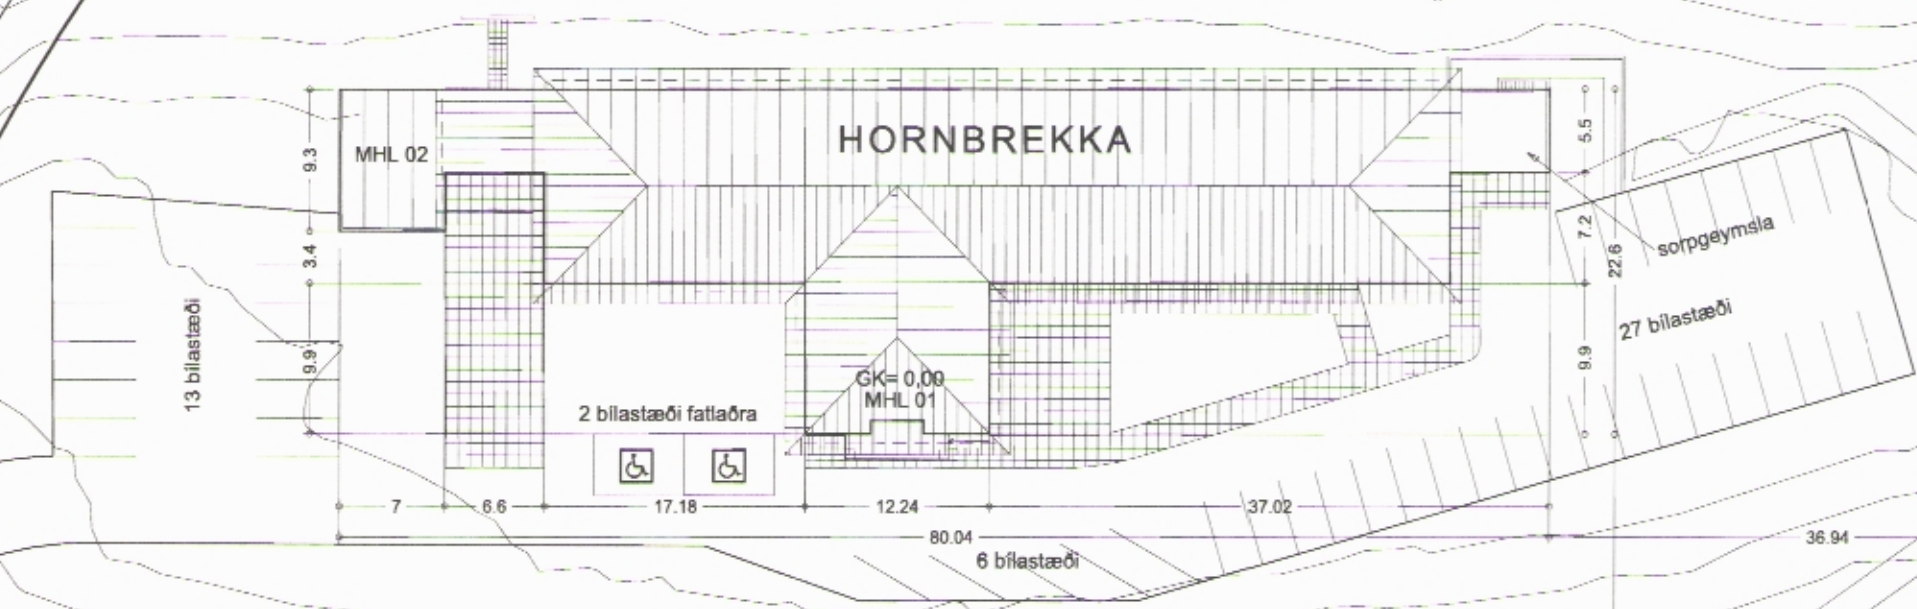 HORNBREKKA
MHL 02
9.3
3.4
9.9
13 bílastæði
5.5
7.2
22.6
9.9
sorpgeymsla
27 bílastæði
GK= 0,00
MHL 01
2 bílastæði fatlaðra
7
6.6
17.18
12.24
37.02
80.04
36.94
6 bílastæði